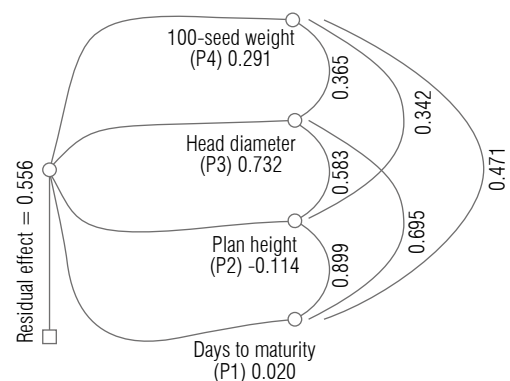 100-seed weight
(P4) 0.291
0.365
0.342
0.471
Head diameter
(P3) 0.732
0.583
0.695
Residual effect = 0.556
Plan height
(P2) -0.114
0.899
Days to maturity
(P1) 0.020